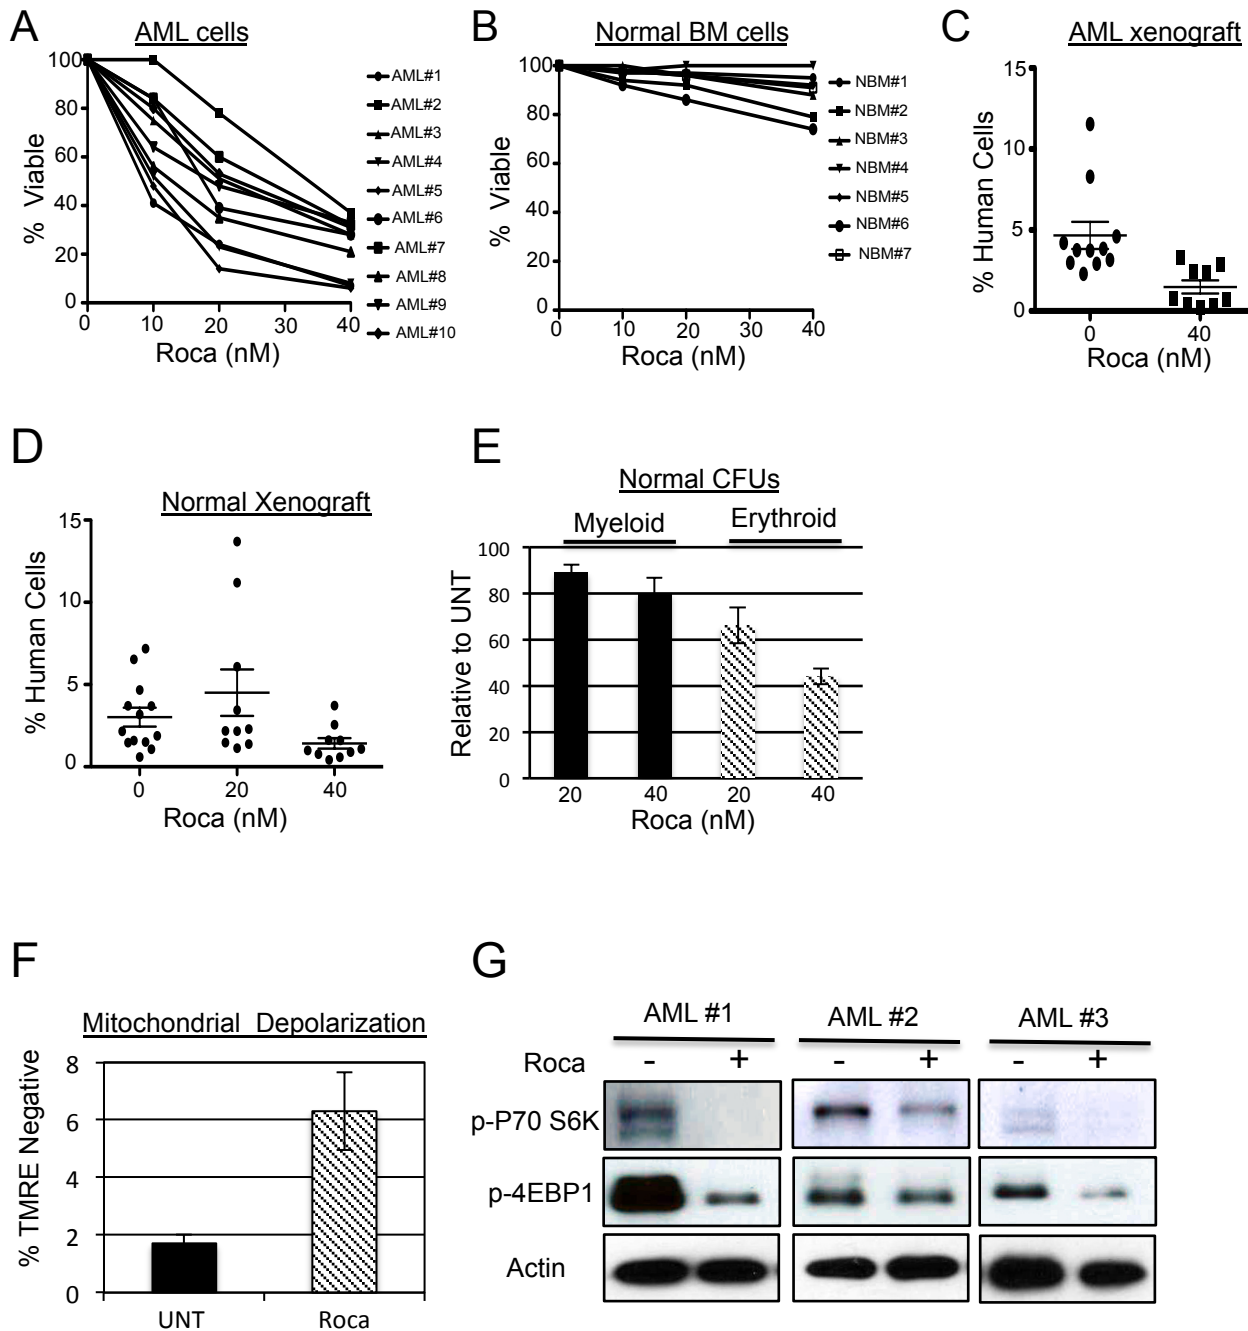 A
AML cells
% Viable
100
80
60
40
20
0
0 10 20 30 40
Roca (nM)
AML#1
AML#2
AML#3
AML#4
AML#5
AML#6
AML#7
AML#8
AML#9
AML#10
B
Normal BM cells
% Viable
100
80
60
40
20
0
0 10 20 30 40
Roca (nM)
NBM#1
NBM#2
NBM#3
NBM#4
NBM#5
NBM#6
NBM#7
C
AML xenograft
% Human Cells
15
10
5
0
0 40
Roca (nM)
D
Normal Xenograft
% Human Cells
15
10
5
0
0 20 40
Roca (nM)
E
Normal CFUs
Myeloid Erythroid
Relative to UNT
100
80
60
40
20
0
20 40 20 40
Roca (nM)
F
Mitochondrial Depolarization
% TMRE Negative
8
6
4
2
0
UNT Roca
G
AML #1 AML #2 AML #3
Roca - + - + - +
p-P70 S6K
p-4EBP1
Actin